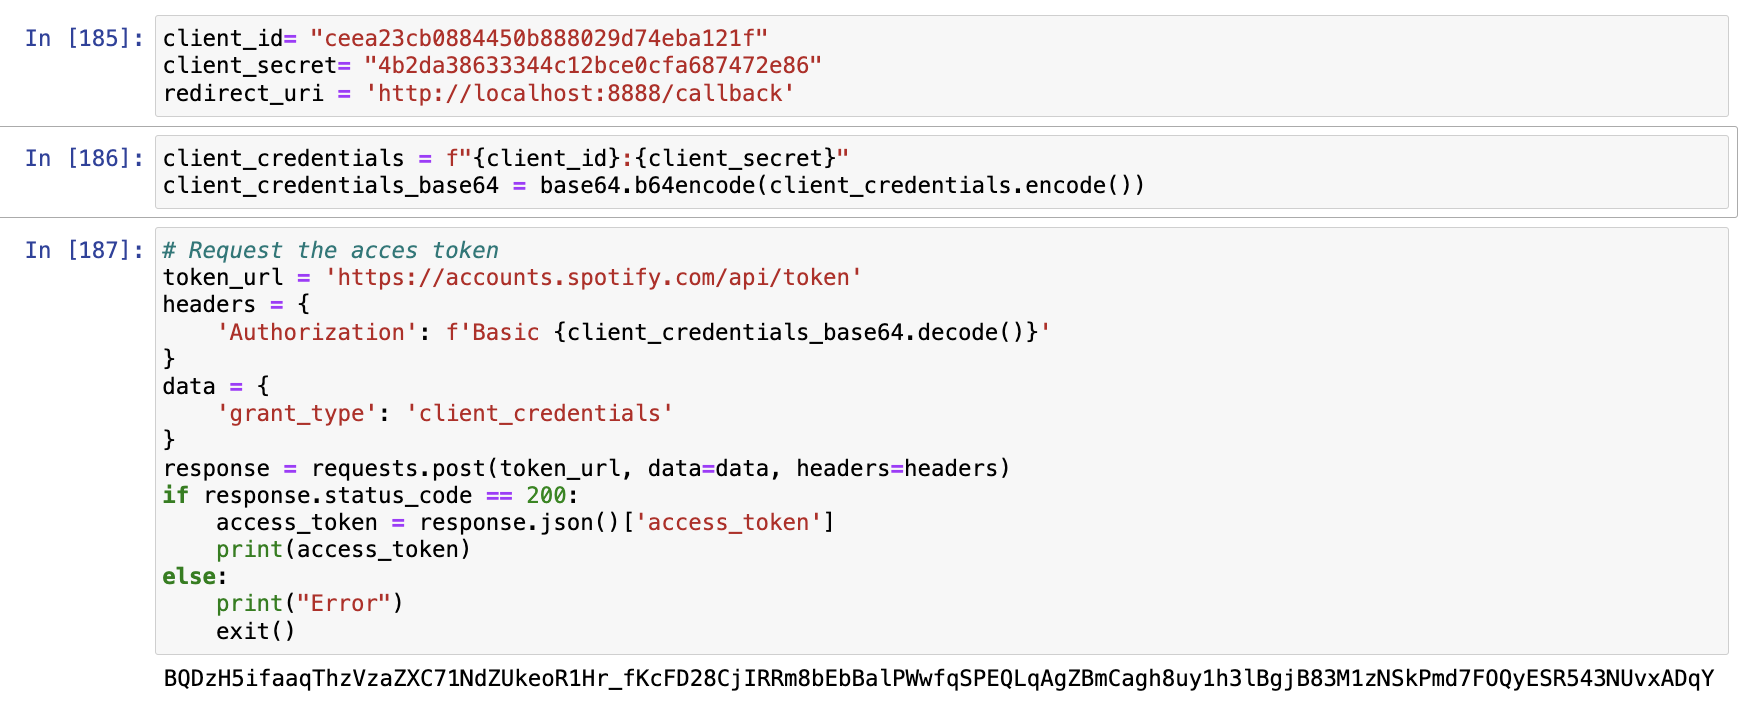 In [185]: client_id= "ceea23cb0884450b888029d74eba121f"
client_secret= "4b2da38633344c12bce0cfa687472e86"
redirect_uri = 'http://localhost:8888/callback'
In [186]: client_credentials = f"{client_id}:{client_secret}"
client_credentials_base64 = base64.b64encode(client_credentials.encode())
In [187]: # Request the acces token
token_url = 'https://accounts.spotify.com/api/token'
headers = {
    'Authorization': f'Basic {client_credentials_base64.decode()}'
}
data = {
    'grant_type': 'client_credentials'
}
response = requests.post(token_url, data=data, headers=headers)
if response.status_code == 200:
    access_token = response.json()['access_token']
    print(access_token)
else:
    print("Error")
    exit()
BQDzH5ifaaqThzVzaZXC71NdZUkeoR1Hr_fKcFD28CjIRRm8bEbBalPWwfqSPEQLqAgZBmCagh8uy1h3lBgjB83M1zNSkPmd7FOQyESR543NUvxADqY